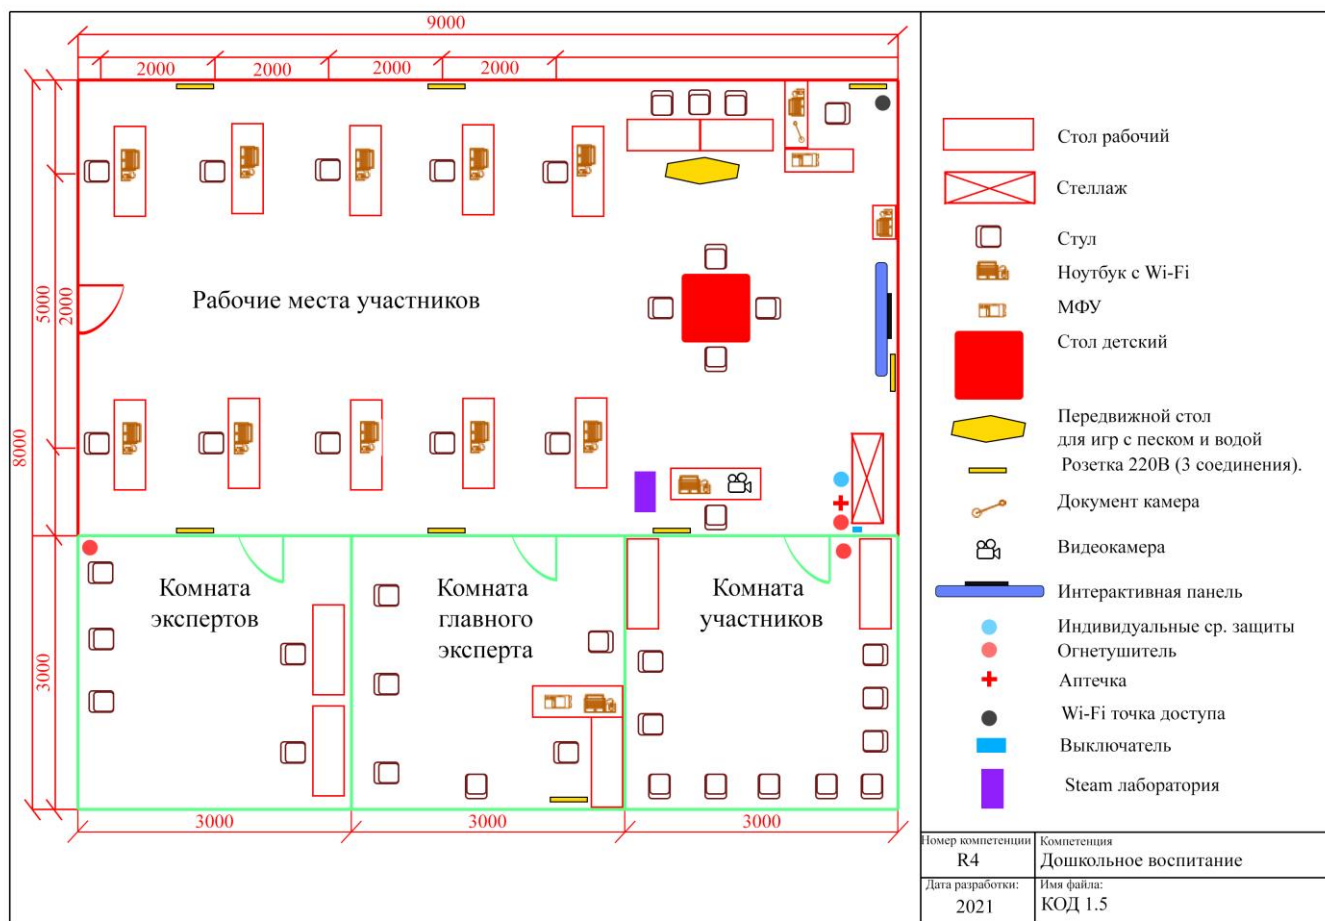 9000
2000
2000
2000
2000
8000
5000
2000
3000
Рабочие места участников
Комната
экспертов
Комната
главного
эксперта
Комната
участников
3000
3000
3000
Стол рабочий
Стеллаж
Стул
Ноутбук с Wi-Fi
МФУ
Стол детский
Передвижной стол
для игр с песком и водой
Розетка 220В (3 соединения).
Документ камера
Видеокамера
Интерактивная панель
Индивидуальные ср. защиты
Огнетушитель
Аптечка
Wi-Fi точка доступа
Выключатель
Steam лаборатория
Номер компетенции
R4
Компетенция
Дошкольное воспитание
Дата разработки:
2021
Имя файла:
КОД 1.5